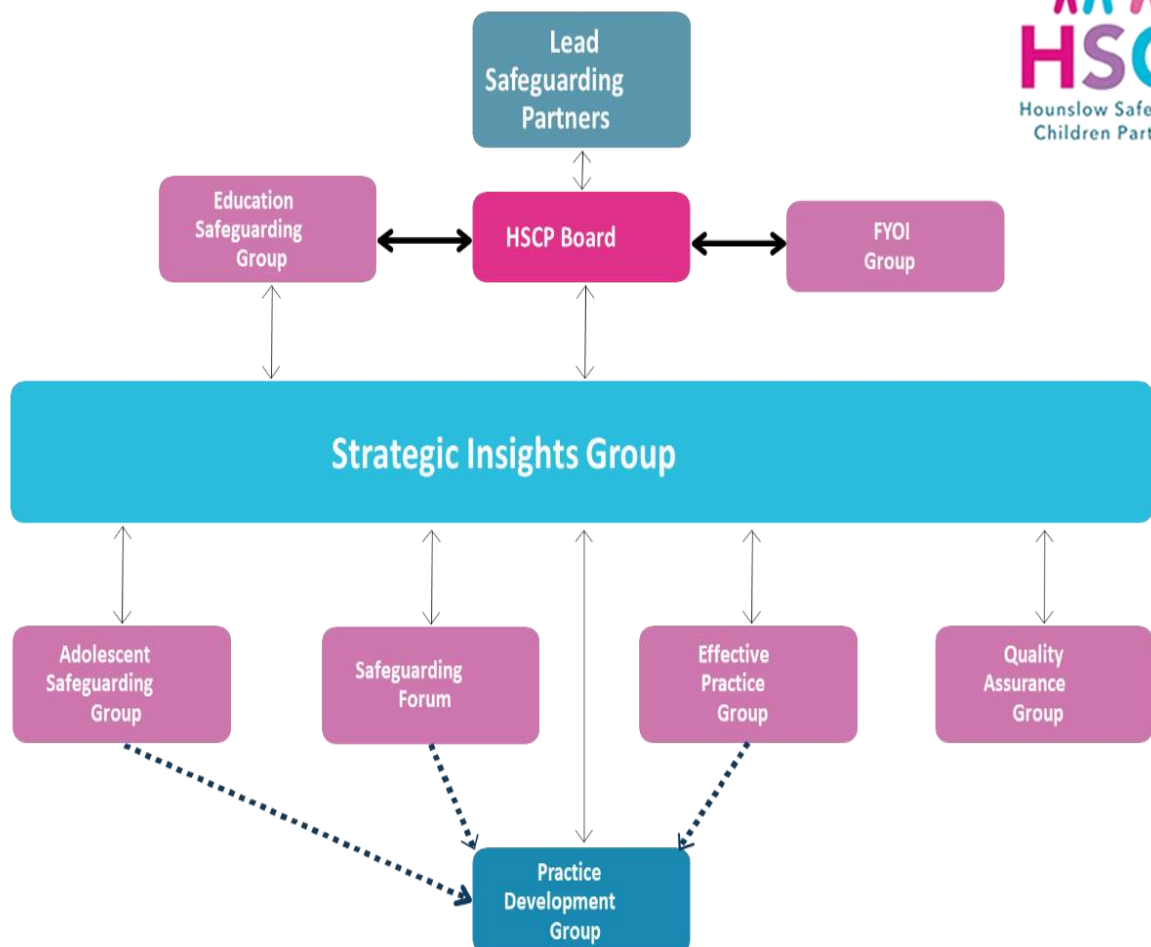 Lead
Safeguarding
Partners
HSC
Hounslow Safe
Children Part
Education
Safeguarding
Group
HSCP Board
FYOI
Group
Strategic Insights Group
Adolescent
Safeguarding
Group
Safeguarding
Forum
Effective
Practice
Group
Quality
Assurance
Group
Practice
Development
Group